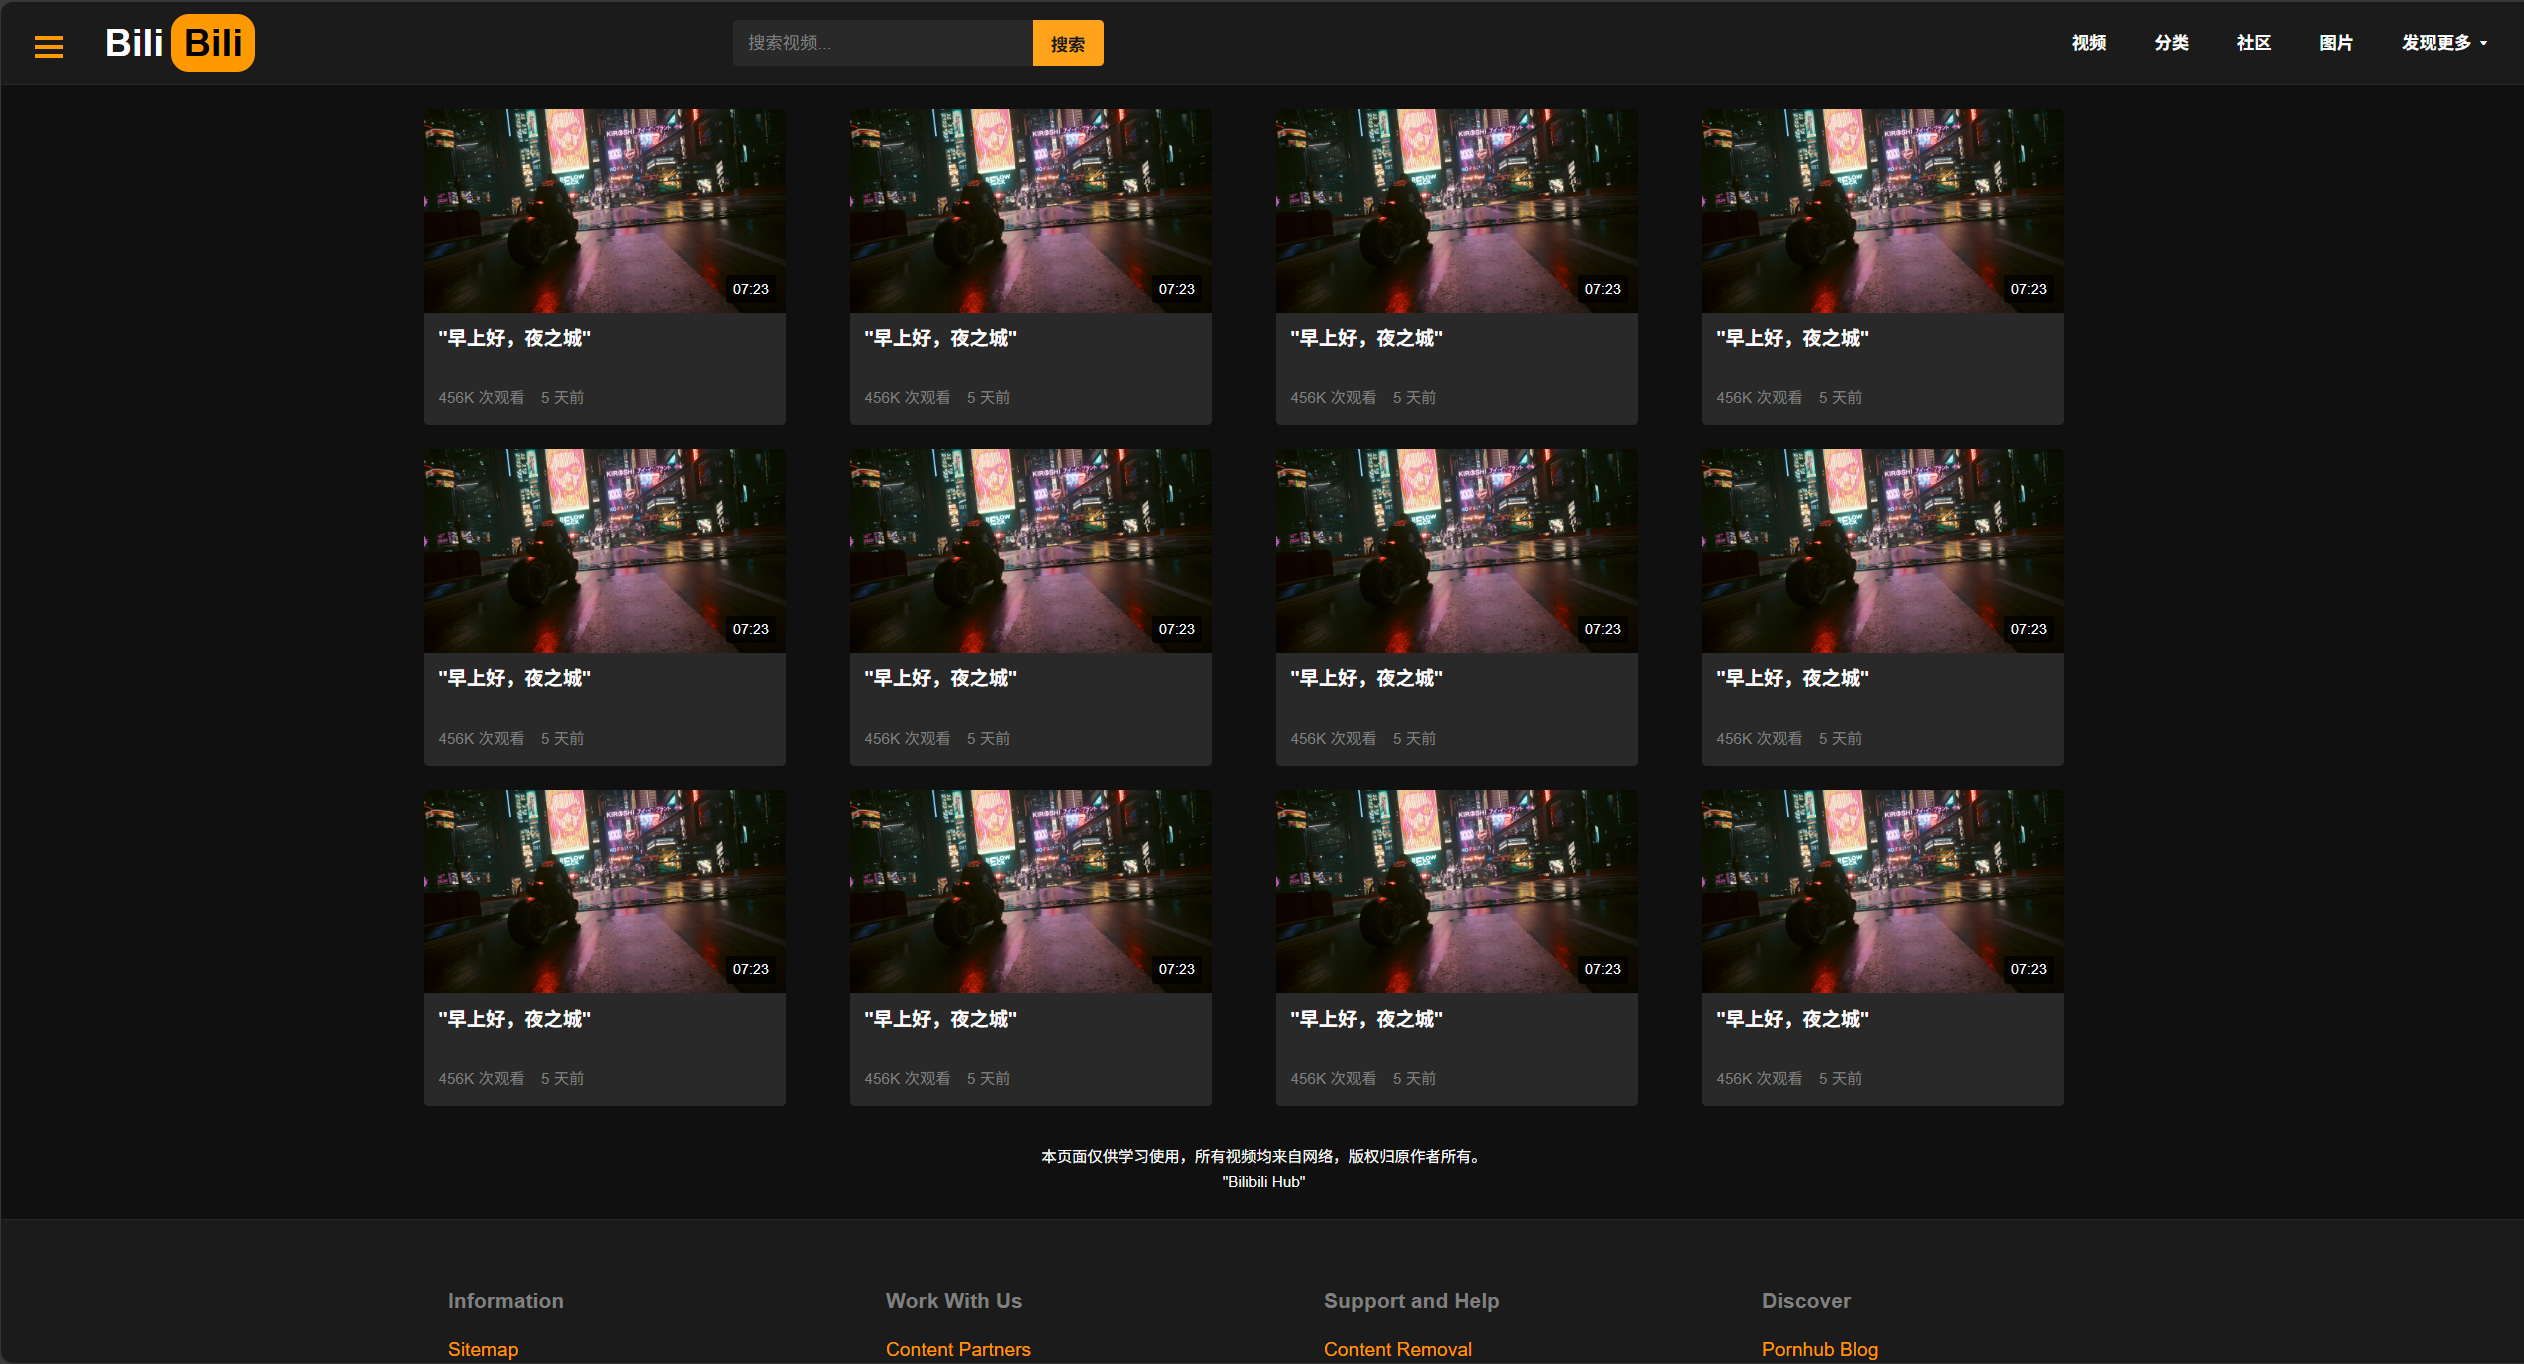 Bili Bili
搜索视频...
搜索
视频 分类 社区 图片 发现更多
07:23 07:23 07:23 07:23
"早上好，夜之城" "早上好，夜之城" "早上好，夜之城" "早上好，夜之城"
456K 次观看 5 天前 456K 次观看 5 天前 456K 次观看 5 天前 456K 次观看 5 天前
07:23 07:23 07:23 07:23
"早上好，夜之城" "早上好，夜之城" "早上好，夜之城" "早上好，夜之城"
456K 次观看 5 天前 456K 次观看 5 天前 456K 次观看 5 天前 456K 次观看 5 天前
07:23 07:23 07:23 07:23
"早上好，夜之城" "早上好，夜之城" "早上好，夜之城" "早上好，夜之城"
456K 次观看 5 天前 456K 次观看 5 天前 456K 次观看 5 天前 456K 次观看 5 天前
本页面仅供学习使用，所有视频均来自网络，版权归原作者所有。
"Bilibili Hub"
Information Work With Us Support and Help Discover
Sitemap Content Partners Content Removal Pornhub Blog